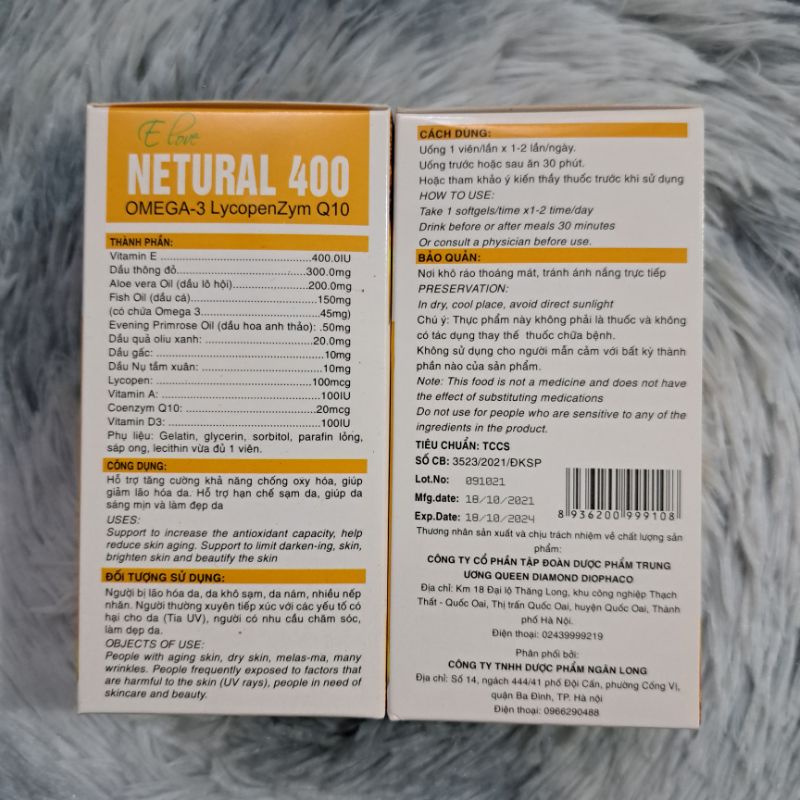 E love
NETURAL 400
OMEGA-3 LycopenZym Q10
THÀNH PHẦN:
Vitamin E ....................................400.0IU
Dầu thông đỏ...............................300.0mg
Aloe vera Oil (dầu lô hội)..............200.0mg
Fish Oil (dầu cá)............................150mg
(có chứa Omega 3..........................45mg)
Evening Primrose Oil (dầu hoa anh thảo): .50mg
Dầu quả oliu xanh: ........................20.0mg
Dầu gấc: .......................................10mg
Dầu Nụ tầm xuân: ..........................10mg
Lycopen: ......................................100mcg
Vitamin A: .....................................100IU
Coenzym Q10: ..............................20mcg
Vitamin D3: ...................................100IU
Phụ liệu: Gelatin, glycerin, sorbitol, parafin lỏng,
sáp ong, lecithin vừa đủ 1 viên.
CÔNG DỤNG:
Hỗ trợ tăng cường khả năng chống oxy hóa, giúp
giảm lão hóa da. Hỗ trợ hạn chế sạm da, giúp da
sáng mịn và làm đẹp da
USES:
Support to increase the antioxidant capacity, help
reduce skin aging. Support to limit darken-ing, skin,
brighten skin and beautify the skin
ĐỐI TƯỢNG SỬ DỤNG:
Người bị lão hóa da, da khô sạm, da nám, nhiều nếp
nhăn. Người thường xuyên tiếp xúc với các yếu tố có
hại cho da (Tia UV), người có nhu cầu chăm sóc,
làm đẹp da.
OBJECTS OF USE:
People with aging skin, dry skin, melas-ma, many
wrinkles. People frequently exposed to factors that
are harmful to the skin (UV rays), people in need of
skincare and beauty.
CÁCH DÙNG:
Uống 1 viên/lần x 1-2 lần/ngày.
Uống trước hoặc sau ăn 30 phút.
Hoặc tham khảo ý kiến thầy thuốc trước khi sử dụng
HOW TO USE:
Take 1 softgels/time x1-2 time/day
Drink before or after meals 30 minutes
Or consult a physician before use.
BẢO QUẢN:
Nơi khô ráo thoáng mát, tránh ánh nắng trực tiếp
PRESERVATION:
In dry, cool place, avoid direct sunlight
Chú ý: Thực phẩm này không phải là thuốc và không
có tác dụng thay thế thuốc chữa bệnh.
Không sử dụng cho người mẫn cảm với bất kỳ thành
phần nào của sản phẩm.
Note: This food is not a medicine and does not have
the effect of substituting medications
Do not use for people who are sensitive to any of the
ingredients in the product.
TIÊU CHUẨN: TCCS
SỐ CB: 3523/2021/ĐKSP
Lot.No: 091021
Mfg.date: 18/10/2021
Exp.Date: 18/10/2024
8 936200 999108
Thương nhân sản xuất và chịu trách nhiệm về chất lượng sản
phẩm:
CÔNG TY CỔ PHẦN TẬP ĐOÀN DƯỢC PHẨM TRUNG
ƯƠNG QUEEN DIAMOND DIOPHACO
Địa chỉ: Km 18 Đại lộ Thăng Long, khu công nghiệp Thạch
Thất - Quốc Oai, Thị trấn Quốc Oai, huyện Quốc Oai, Thành
phố Hà Nội.
Điện thoại: 02439999219
Phân phối bởi:
CÔNG TY TNHH DƯỢC PHẨM NGÂN LONG
Địa chỉ: Số 14, ngách 444/41 phố Đội Cấn, phường Cống Vị,
quận Ba Đình, TP. Hà nội
Điện thoại: 0966290488